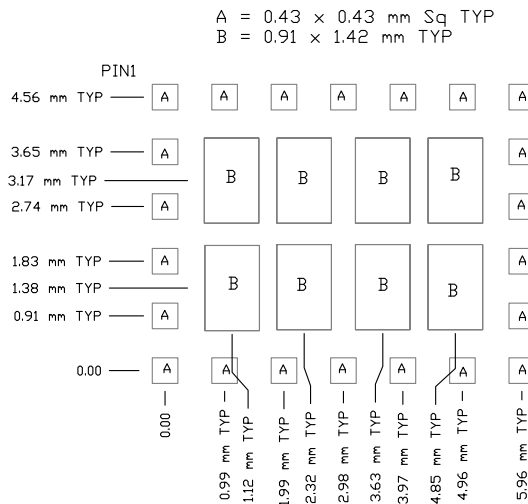 A = 0.43 x 0.43 mm Sq TYP
B = 0.91 x 1.42 mm TYP
PIN1
4.56 mm TYP A A A A A A A
3.65 mm TYP A A
B B B B
3.17 mm TYP
2.74 mm TYP A A
1.83 mm TYP A A
1.38 mm TYP B B B B
0.91 mm TYP A A
0.00 A A A A A A A
0.00
0.99 mm TYP
1.12 mm TYP
1.99 mm TYP
2.32 mm TYP
2.98 mm TYP
3.63 mm TYP
3.97 mm TYP
4.85 mm TYP
4.96 mm TYP
5.96 mm TYP